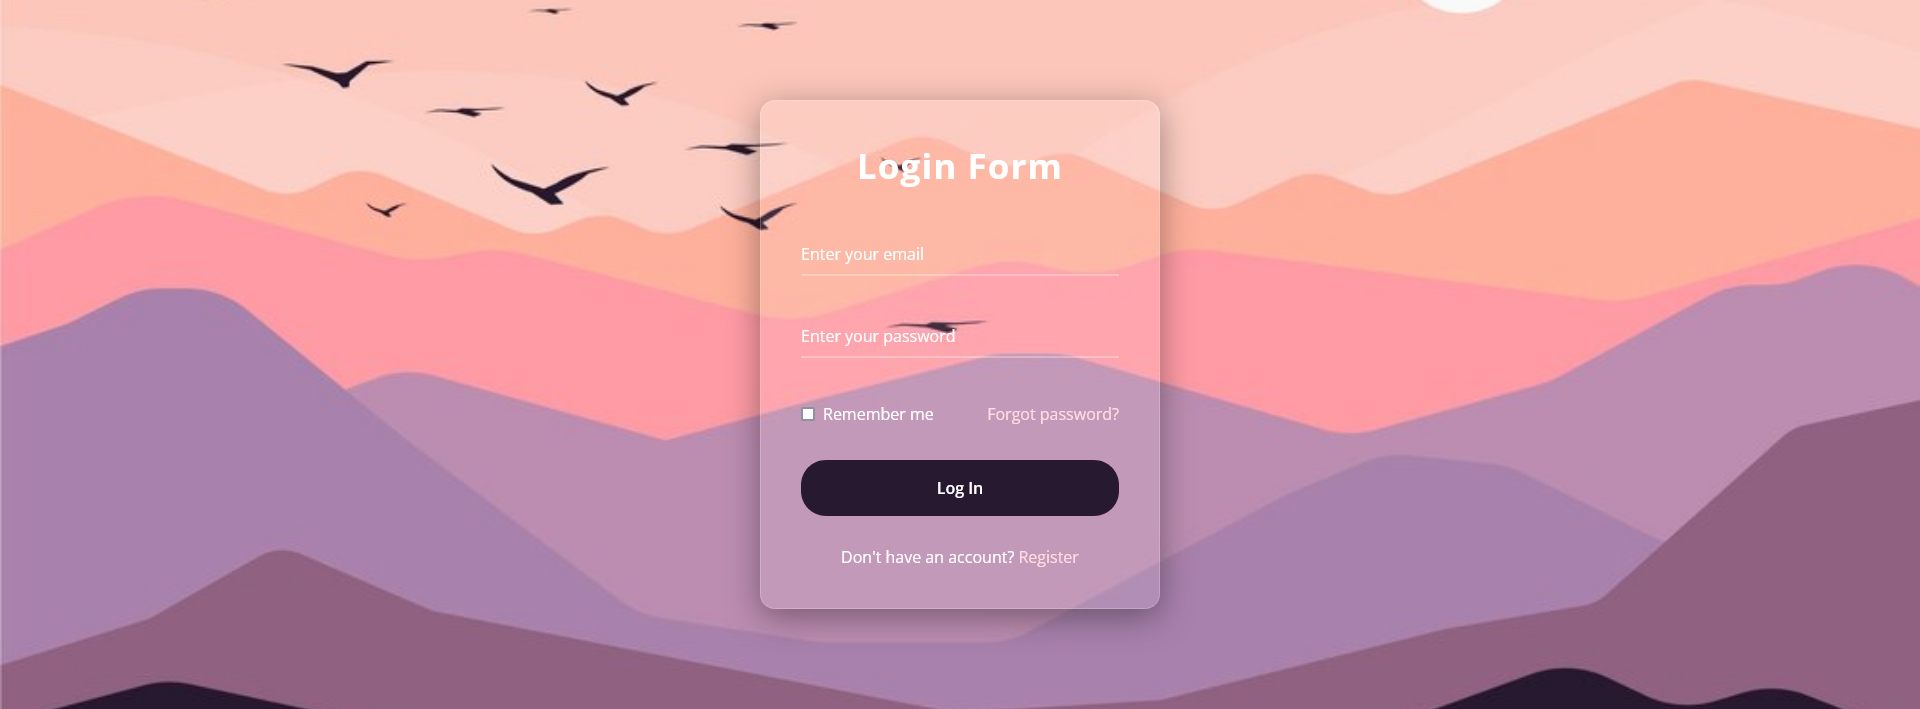 Login Form
Enter your email
Enter your password
Remember me
Forgot password?
Log In
Don't have an account? Register